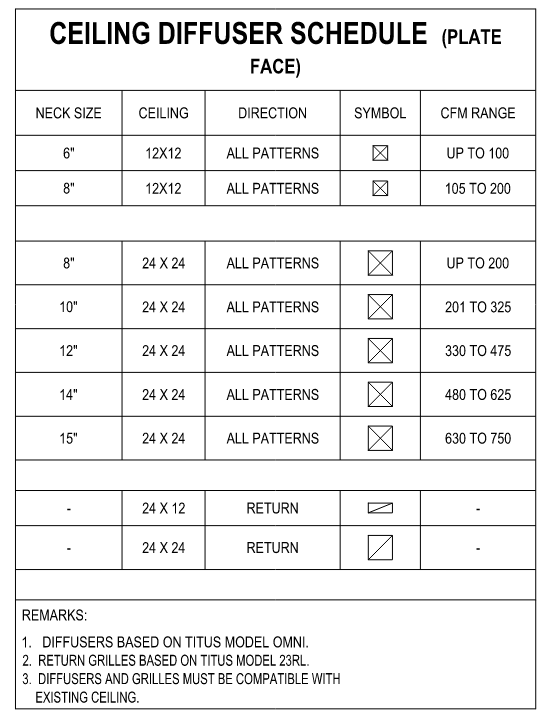 CEILING DIFFUSER SCHEDULE (PLATE
FACE)
NECK SIZE CEILING DIRECTION SYMBOL CFM RANGE
6" 12X12 ALL PATTERNS UP TO 100
8" 12X12 ALL PATTERNS 105 TO 200
8" 24 X 24 ALL PATTERNS UP TO 200
10" 24 X 24 ALL PATTERNS 201 TO 325
12" 24 X 24 ALL PATTERNS 330 TO 475
14" 24 X 24 ALL PATTERNS 480 TO 625
15" 24 X 24 ALL PATTERNS 630 TO 750
- 24 X 12 RETURN -
- 24 X 24 RETURN -
REMARKS:
1. DIFFUSERS BASED ON TITUS MODEL OMNI.
2. RETURN GRILLES BASED ON TITUS MODEL 23RL.
3. DIFFUSERS AND GRILLES MUST BE COMPATIBLE WITH
EXISTING CEILING.